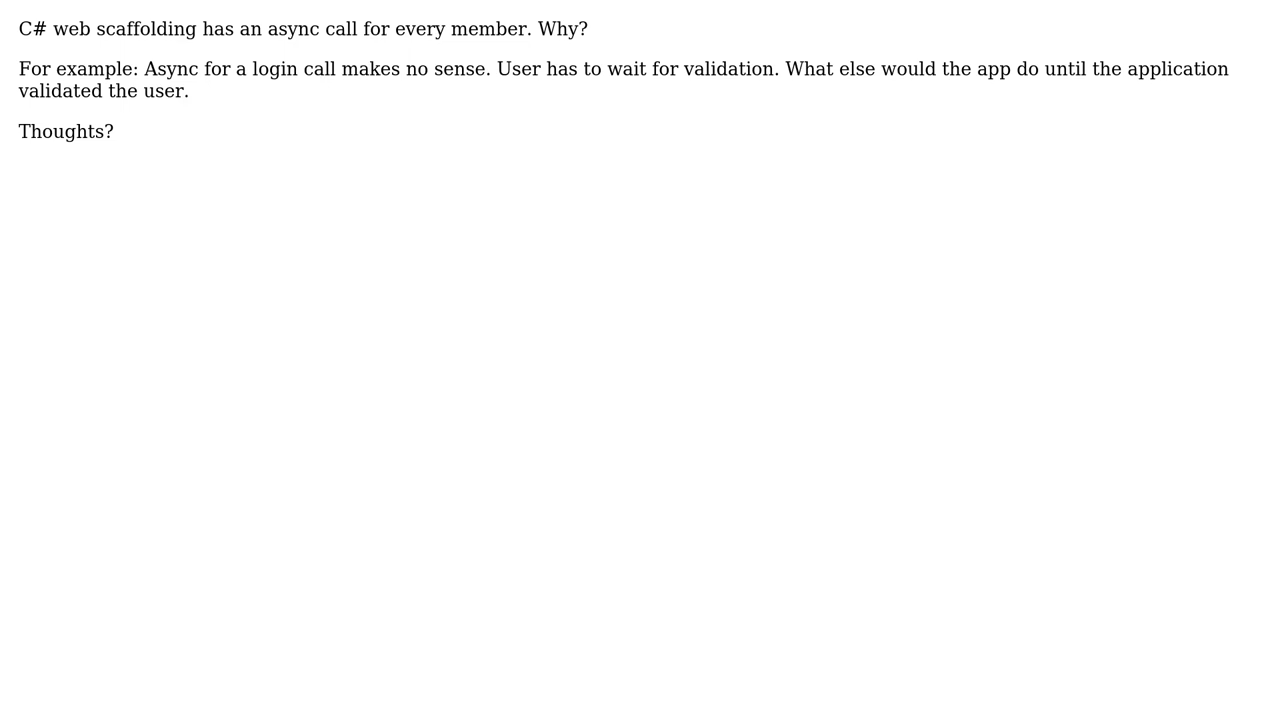 C# web scaffolding has an async call for every member. Why?
For example: Async for a login call makes no sense. User has to wait for validation. What else would the app do until the application
validated the user.
Thoughts?